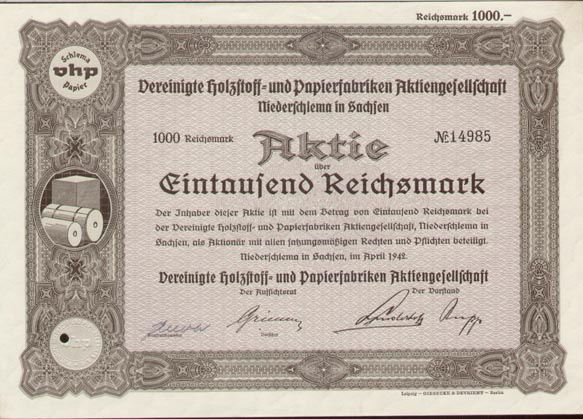 Reichsmark 1000.–
Schlema
vhp
Papier
Vereinigte Holzstoff- und Papierfabriken Aktiengesellschaft
Niederschlema in Sachsen
1000 Reichsmark
Aktie
№ 14985
über
Eintausend Reichsmark
Der Inhaber dieser Aktie ist mit dem Betrag von Eintausend Reichsmark bei
der Vereinigte Holzstoff- und Papierfabriken Aktiengesellschaft, Niederschlema in
Sachsen, als Aktionär mit allen satzungsmäßigen Rechten und Pflichten beteiligt.
Niederschlema in Sachsen, im April 1942.
Vereinigte Holzstoff- und Papierfabriken Aktiengesellschaft
Der Aufsichtsrat
Der Vorstand
vhp
Leipzig – GIESECKE & DEVRIENT – Berlin